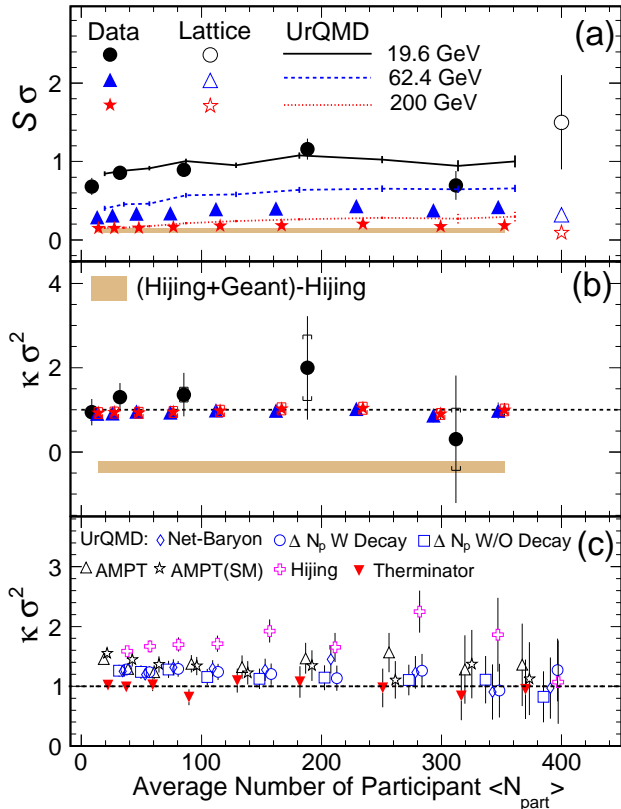 Data Lattice UrQMD (a)
19.6 GeV
62.4 GeV
200 GeV
S σ
2
1
0
(Hijing+Geant)-Hijing (b)
κ σ²
4
2
0
UrQMD: Net-Baryon Δ Nₚ W Decay Δ Nₚ W/O Decay (c)
AMPT AMPT(SM) Hijing Therminator
κ σ²
3
2
1
0
0 100 200 300 400
Average Number of Participant <N_part>